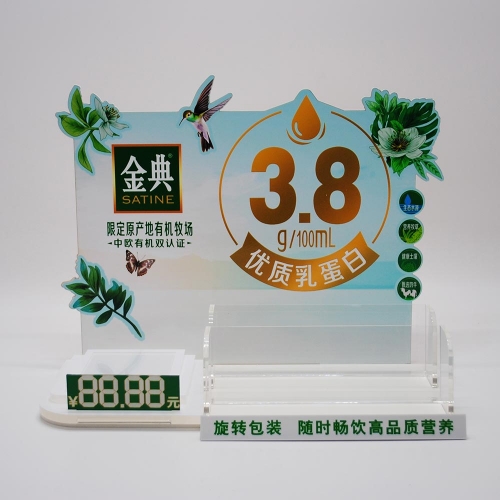 金典®
SATINE
限定原产地有机牧场
中欧有机双认证
3.8
g/100mL
优质乳蛋白
¥88.88元
旋转包装 随时畅饮高品质营养